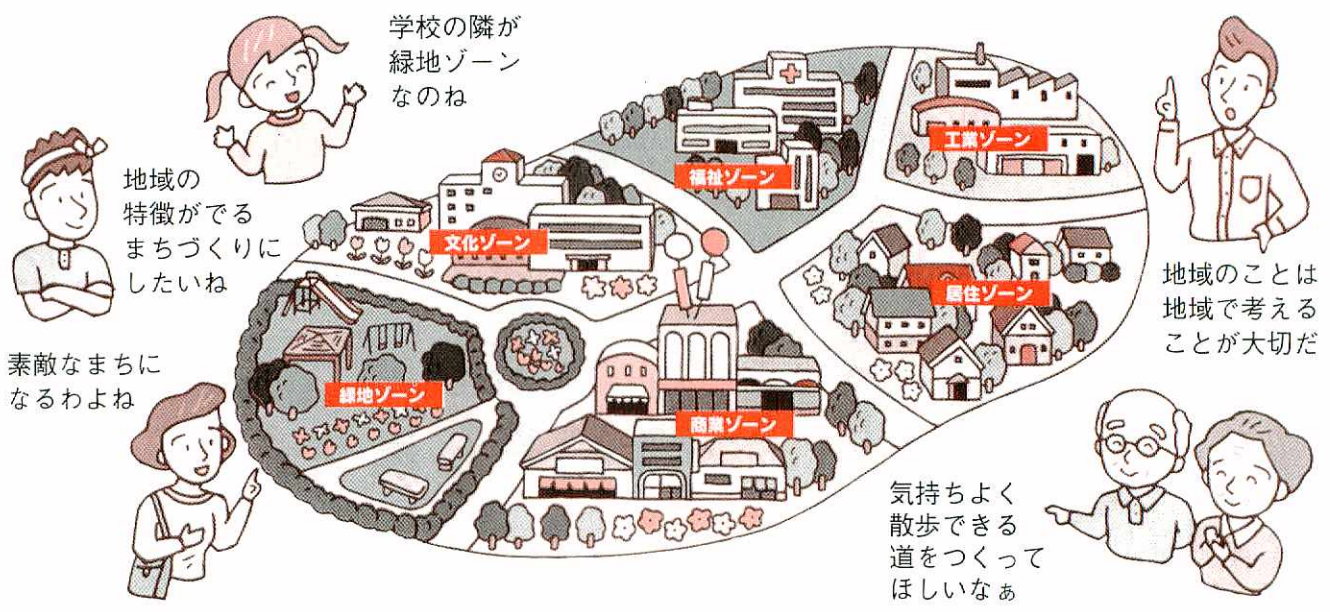 学校の隣が
緑地ゾーン
なのね
地域の
特徴がでる
まちづくりに
したいね
素敵なまちに
なるわよね
福祉ゾーン
工業ゾーン
文化ゾーン
居住ゾーン
緑地ゾーン
商業ゾーン
地域のことは
地域で考える
ことが大切だ
気持ちよく
散歩できる
道をつくって
ほしいなぁ